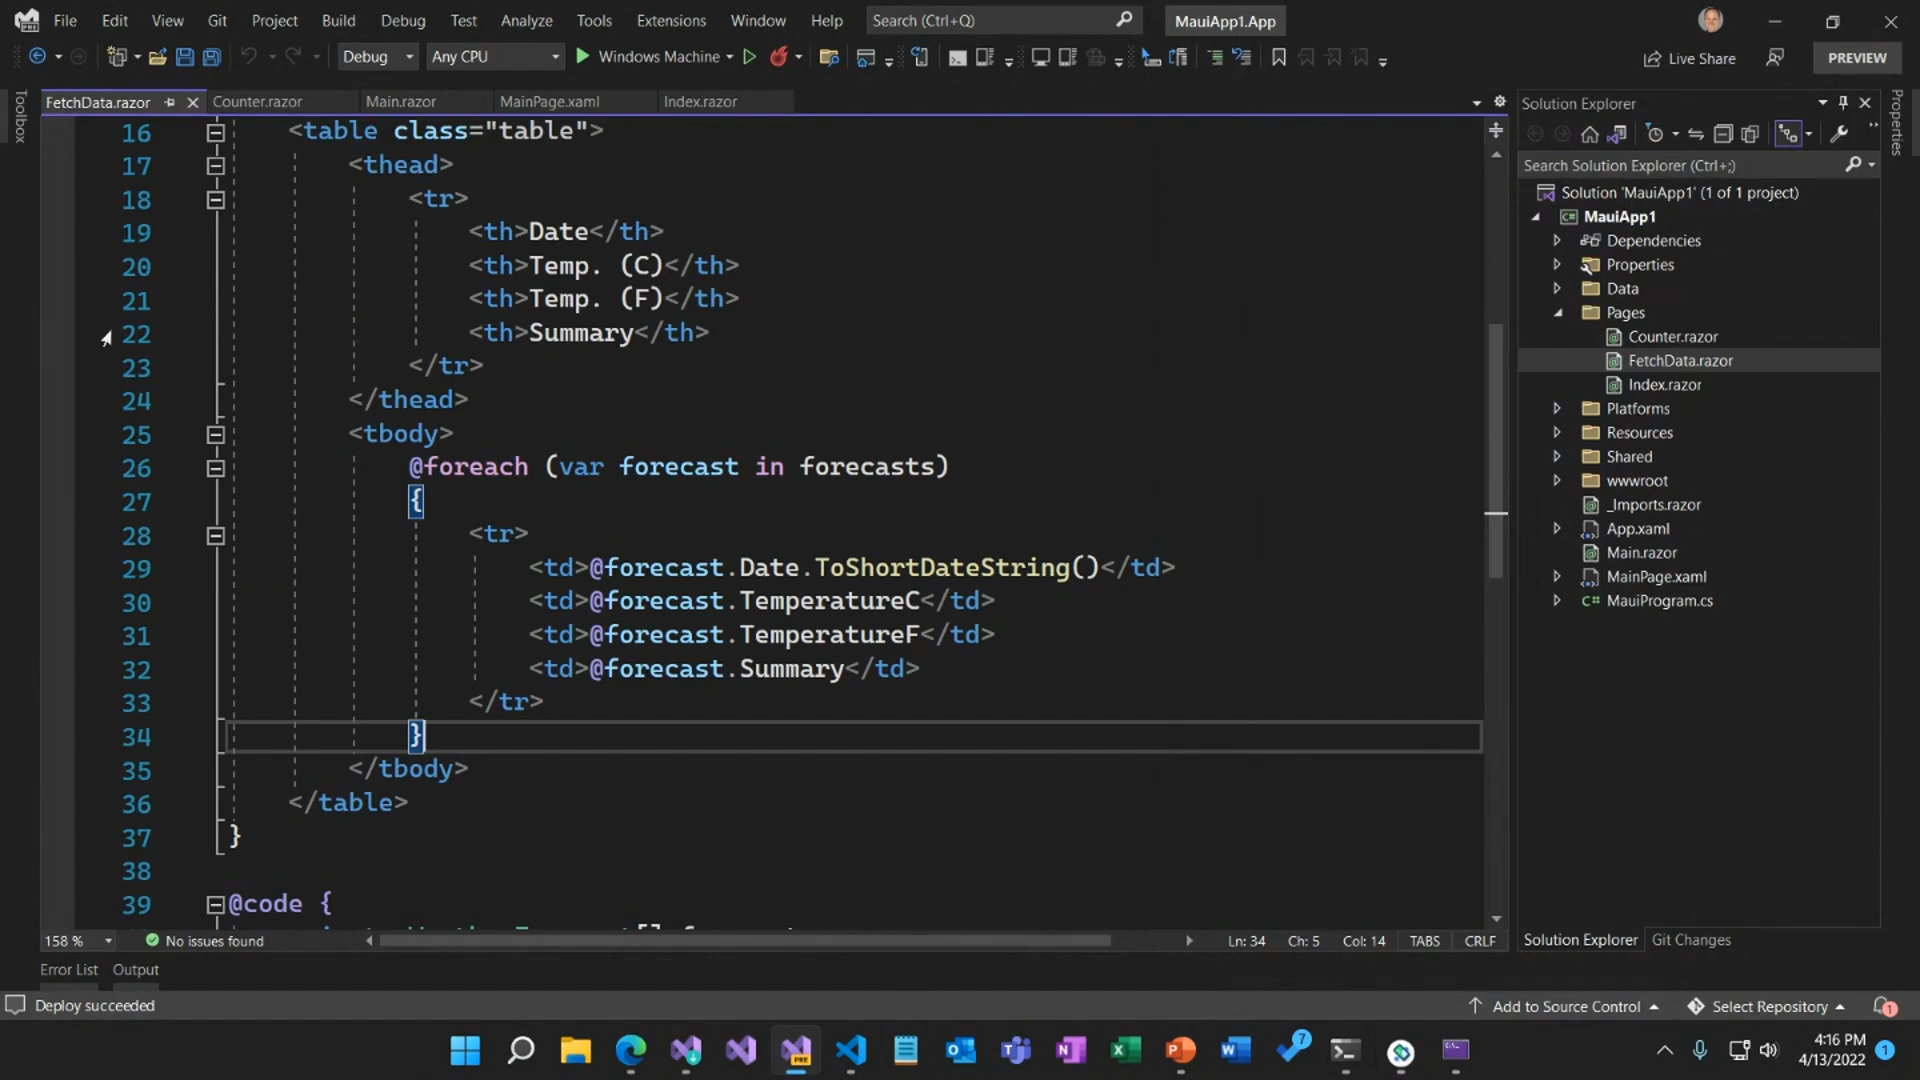 File Edit View Git Project Build Debug Test Analyze Tools Extensions Window Help Search (Ctrl+Q) MauiApp1.App
Debug Any CPU Windows Machine Live Share PREVIEW
Toolbox
FetchData.razor Counter.razor Main.razor MainPage.xaml Index.razor
16 <table class="table">
17 <thead>
18 <tr>
19 <th>Date</th>
20 <th>Temp. (C)</th>
21 <th>Temp. (F)</th>
22 <th>Summary</th>
23 </tr>
24 </thead>
25 <tbody>
26 @foreach (var forecast in forecasts)
27 {
28 <tr>
29 <td>@forecast.Date.ToShortDateString()</td>
30 <td>@forecast.TemperatureC</td>
31 <td>@forecast.TemperatureF</td>
32 <td>@forecast.Summary</td>
33 </tr>
34 }
35 </tbody>
36 </table>
37 }
38
39 @code {
158 % No issues found Ln: 34 Ch: 5 Col: 14 TABS CRLF
Solution Explorer
Search Solution Explorer (Ctrl+;)
Solution 'MauiApp1' (1 of 1 project)
MauiApp1
Dependencies
Properties
Data
Pages
Counter.razor
FetchData.razor
Index.razor
Platforms
Resources
Shared
wwwroot
_Imports.razor
App.xaml
Main.razor
MainPage.xaml
MauiProgram.cs
Solution Explorer Git Changes
Properties
Error List Output
Deploy succeeded Add to Source Control Select Repository 1
7
4:16 PM
4/13/2022
1